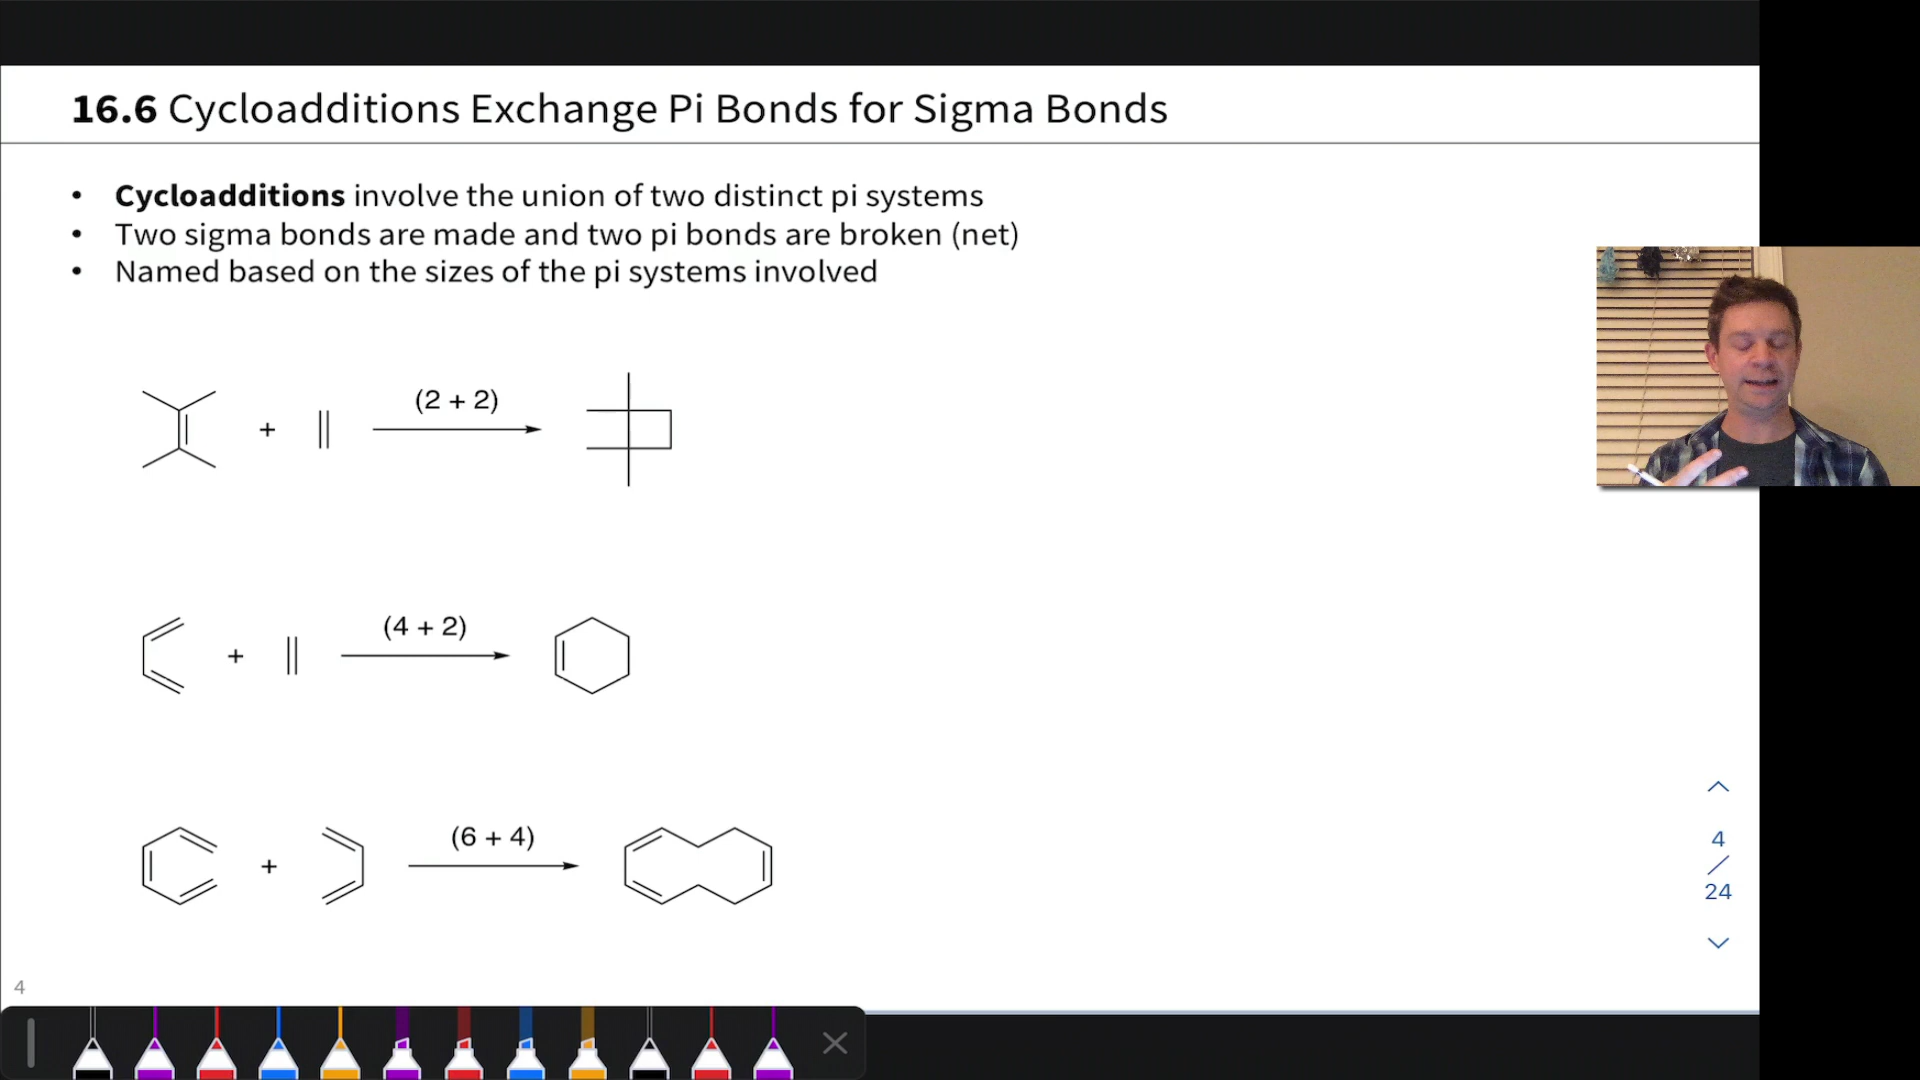 16.6 Cycloadditions Exchange Pi Bonds for Sigma Bonds
• Cycloadditions involve the union of two distinct pi systems
• Two sigma bonds are made and two pi bonds are broken (net)
• Named based on the sizes of the pi systems involved
+ (2 + 2)
+ (4 + 2)
+ (6 + 4)
4
/
24
4